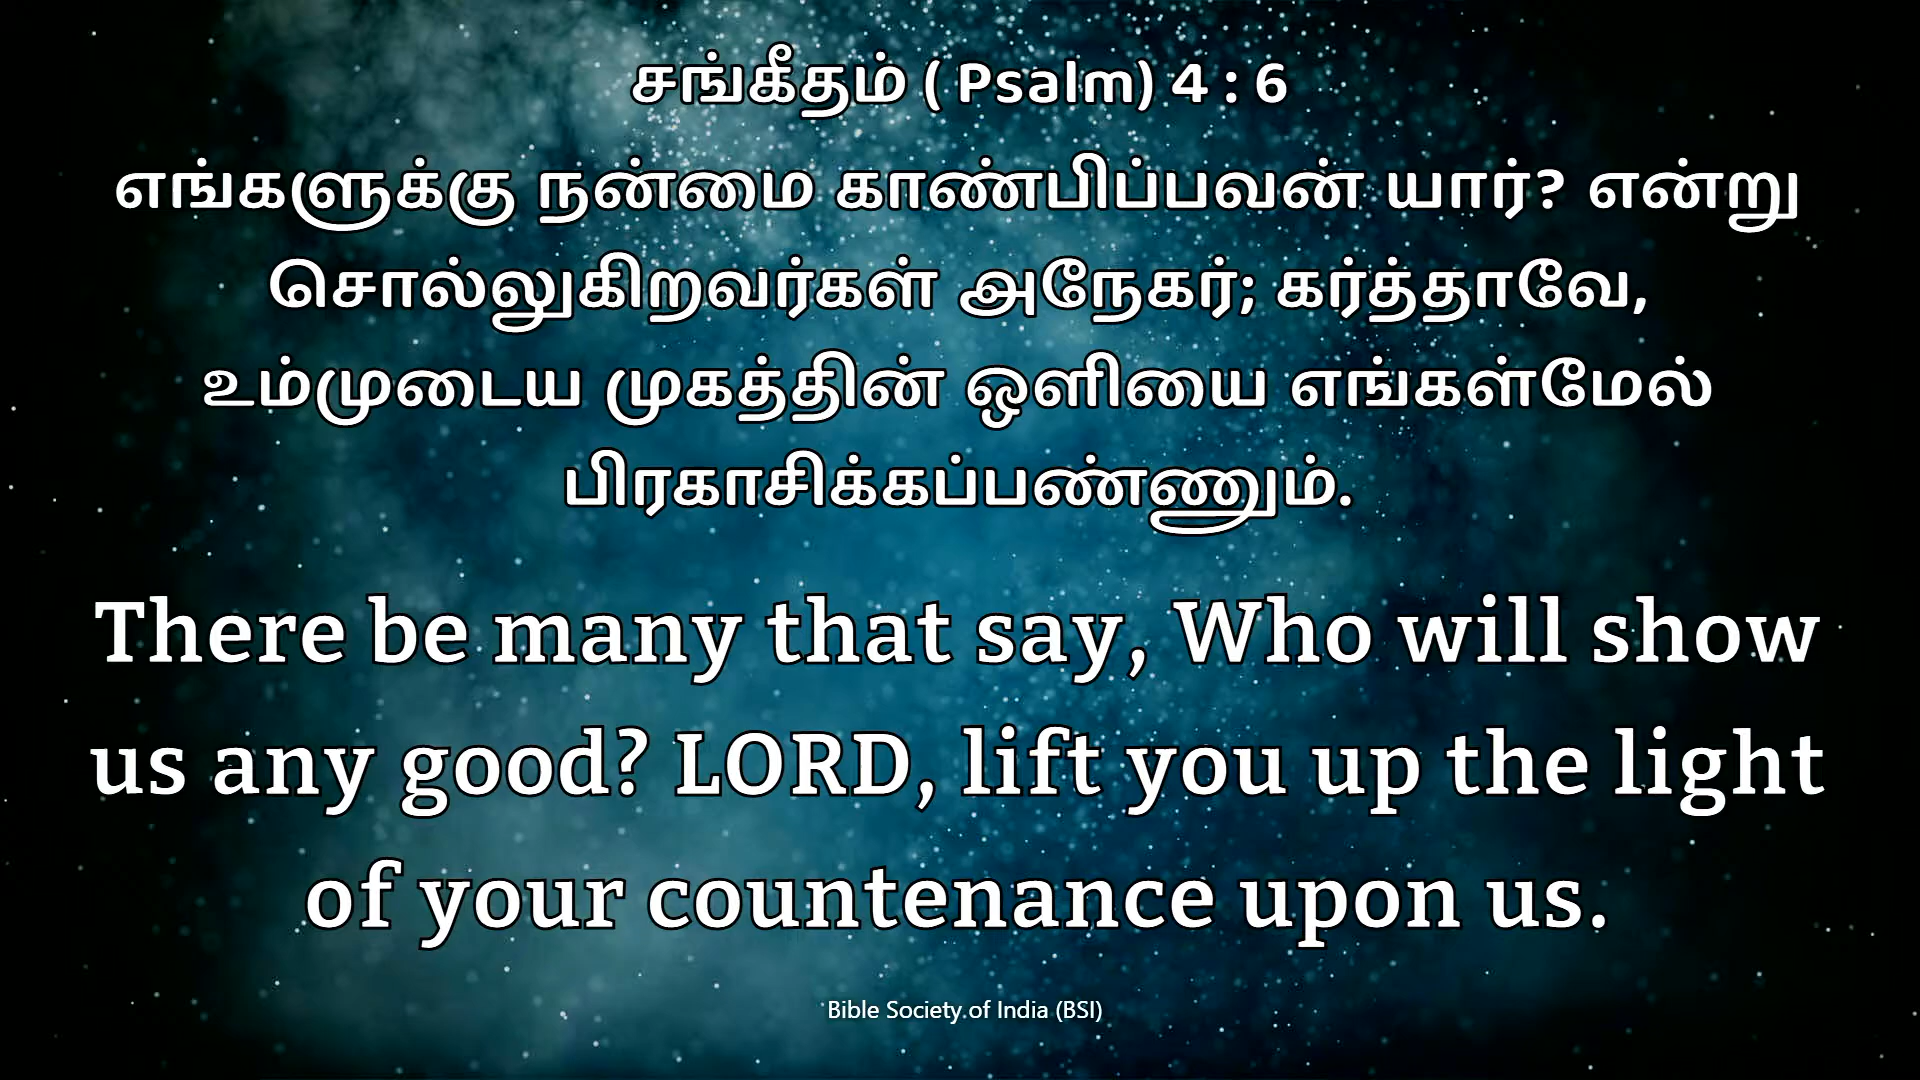 சங்கீதம் ( Psalm) 4 : 6
எங்களுக்கு நன்மை காண்பிப்பவன் யார்? என்று
சொல்லுகிறவர்கள் அநேகர்; கர்த்தாவே,
உம்முடைய முகத்தின் ஒளியை எங்கள்மேல்
பிரகாசிக்கப்பண்ணும்.
There be many that say, Who will show
us any good? LORD, lift you up the light
of your countenance upon us.
Bible Society of India (BSI)